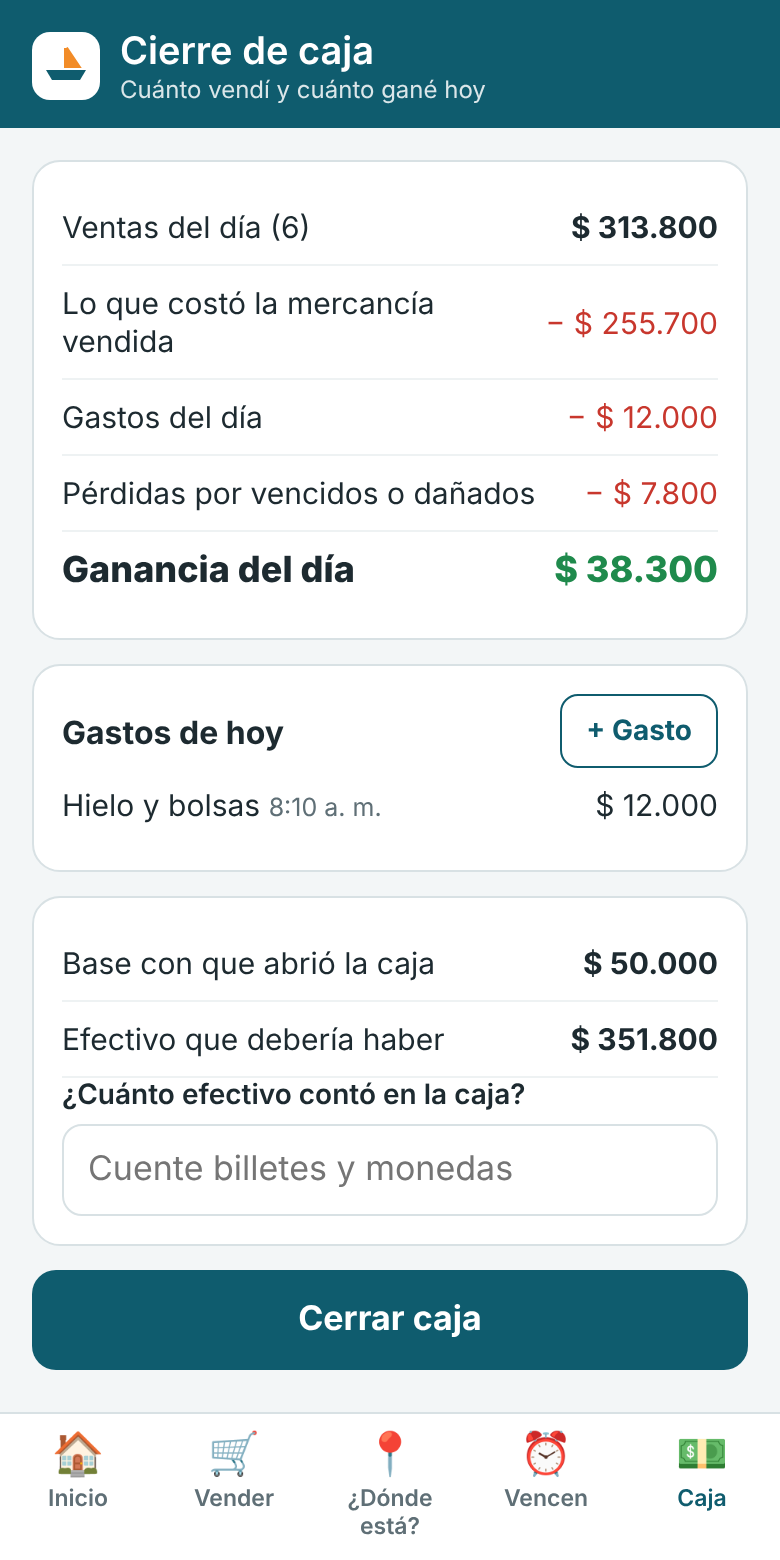 Cierre de caja
Cuánto vendí y cuánto gané hoy
Ventas del día (6) $ 313.800
Lo que costó la mercancía
vendida − $ 255.700
Gastos del día − $ 12.000
Pérdidas por vencidos o dañados − $ 7.800
Ganancia del día $ 38.300
Gastos de hoy + Gasto
Hielo y bolsas 8:10 a. m. $ 12.000
Base con que abrió la caja $ 50.000
Efectivo que debería haber $ 351.800
¿Cuánto efectivo contó en la caja?
Cuente billetes y monedas
Cerrar caja
Inicio
Vender
¿Dónde
está?
Vencen
Caja